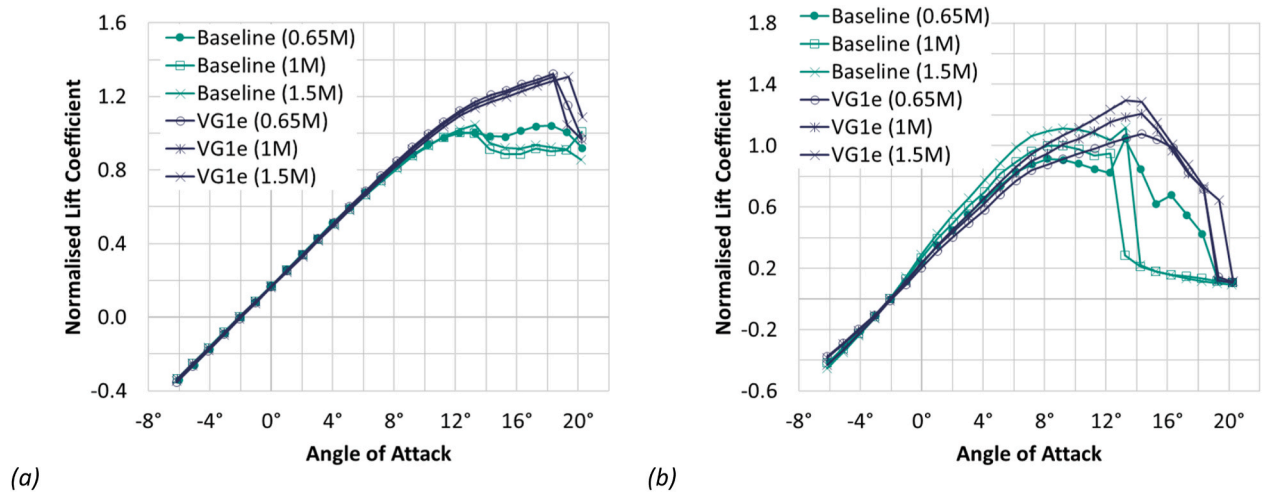 1.6
Baseline (0.65M)
Baseline (1M)
Baseline (1.5M)
VG1e (0.65M)
VG1e (1M)
VG1e (1.5M)
1.2
0.8
0.4
0.0
-0.4
Normalised Lift Coefficient
-8° -4° 0° 4° 8° 12° 16° 20°
Angle of Attack
(a)
1.8
Baseline (0.65M)
Baseline (1M)
Baseline (1.5M)
VG1e (0.65M)
VG1e (1M)
VG1e (1.5M)
1.4
1.0
0.6
0.2
-0.2
-0.6
Normalised Lift Coefficient
-8° -4° 0° 4° 8° 12° 16° 20°
Angle of Attack
(b)